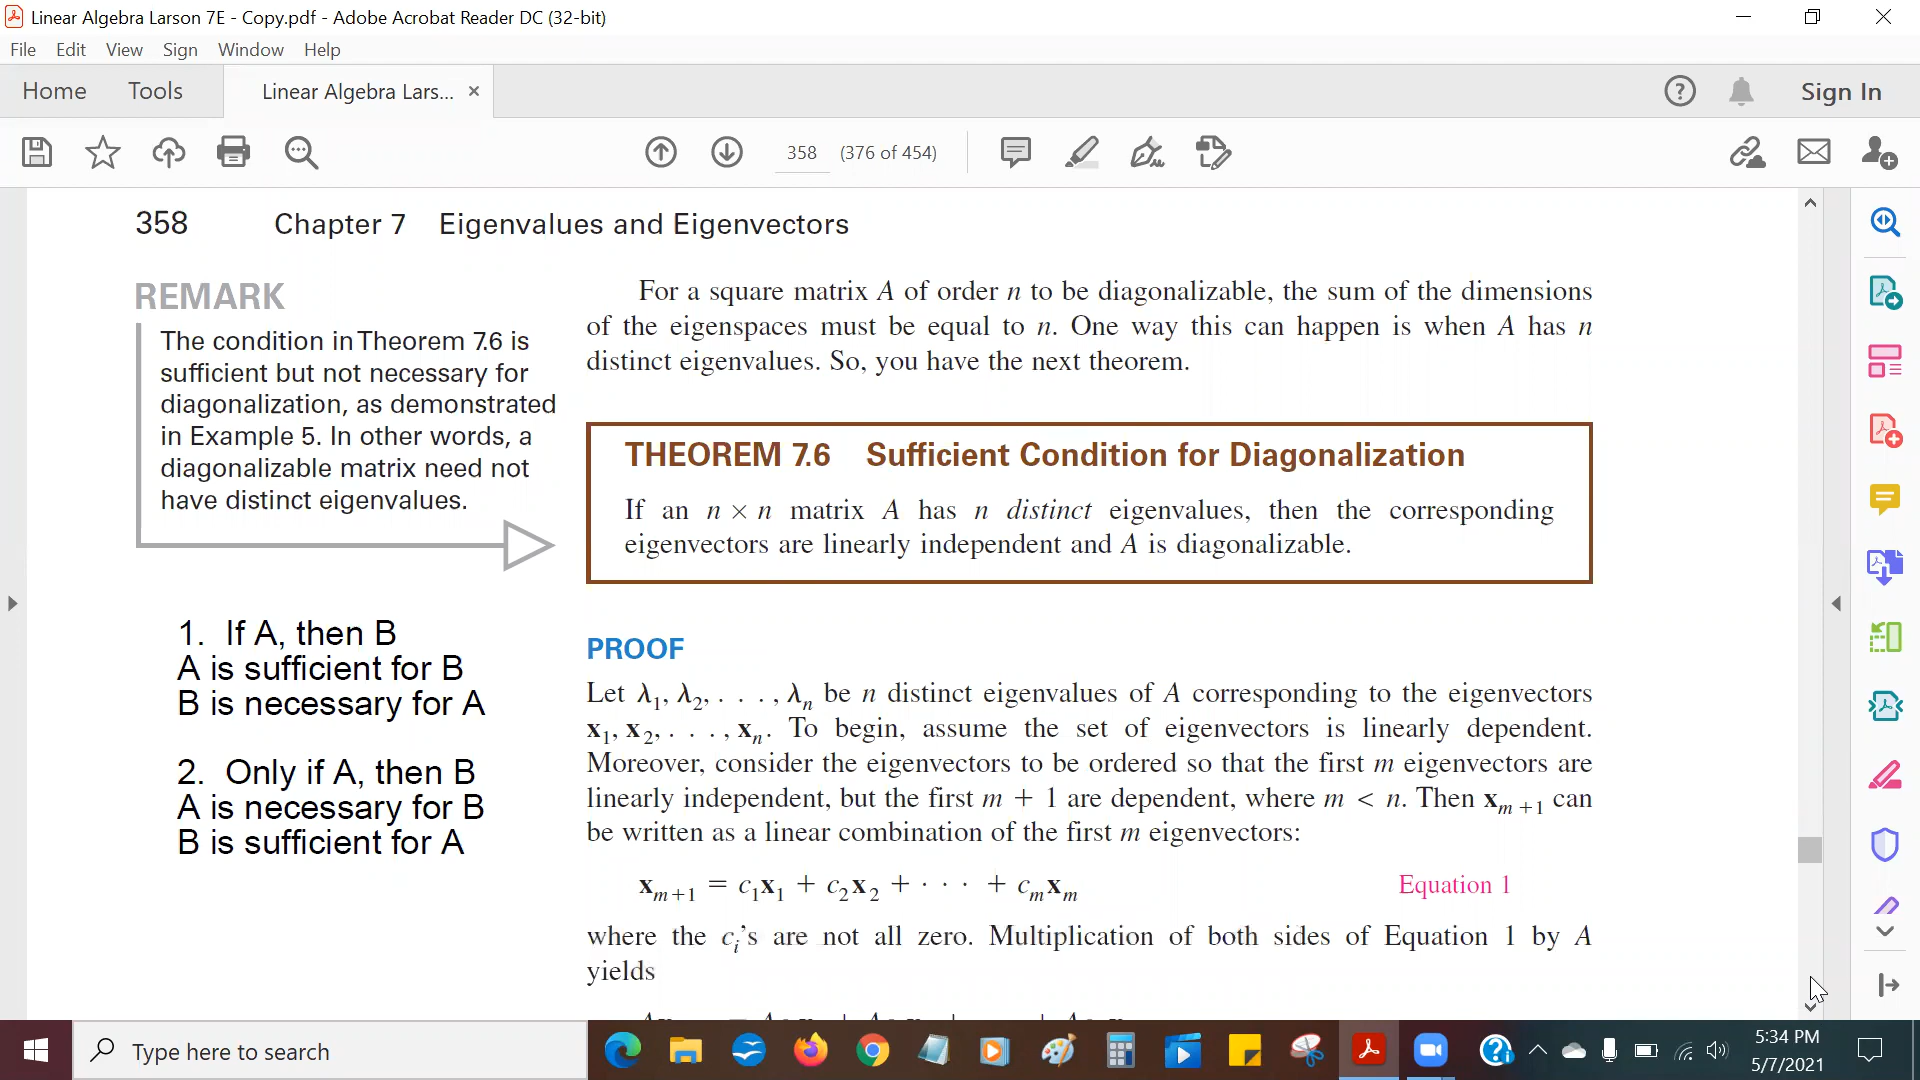 Linear Algebra Larson 7E - Copy.pdf - Adobe Acrobat Reader DC (32-bit)
File Edit View Sign Window Help
Home Tools Linear Algebra Lars... × Sign In
358 (376 of 454)
358 Chapter 7 Eigenvalues and Eigenvectors
REMARK
The condition in Theorem 7.6 is
sufficient but not necessary for
diagonalization, as demonstrated
in Example 5. In other words, a
diagonalizable matrix need not
have distinct eigenvalues.
1. If A, then B
A is sufficient for B
B is necessary for A
2. Only if A, then B
A is necessary for B
B is sufficient for A
For a square matrix A of order n to be diagonalizable, the sum of the dimensions
of the eigenspaces must be equal to n. One way this can happen is when A has n
distinct eigenvalues. So, you have the next theorem.
THEOREM 7.6 Sufficient Condition for Diagonalization
If an n × n matrix A has n distinct eigenvalues, then the corresponding
eigenvectors are linearly independent and A is diagonalizable.
PROOF
Let λ₁, λ₂, . . . , λₙ be n distinct eigenvalues of A corresponding to the eigenvectors
x₁, x₂, . . . , xₙ. To begin, assume the set of eigenvectors is linearly dependent.
Moreover, consider the eigenvectors to be ordered so that the first m eigenvectors are
linearly independent, but the first m + 1 are dependent, where m < n. Then xₘ₊₁ can
be written as a linear combination of the first m eigenvectors:
xₘ₊₁ = c₁x₁ + c₂x₂ + · · · + cₘxₘ Equation 1
where the cᵢ's are not all zero. Multiplication of both sides of Equation 1 by A
yields
Type here to search
5:34 PM
5/7/2021